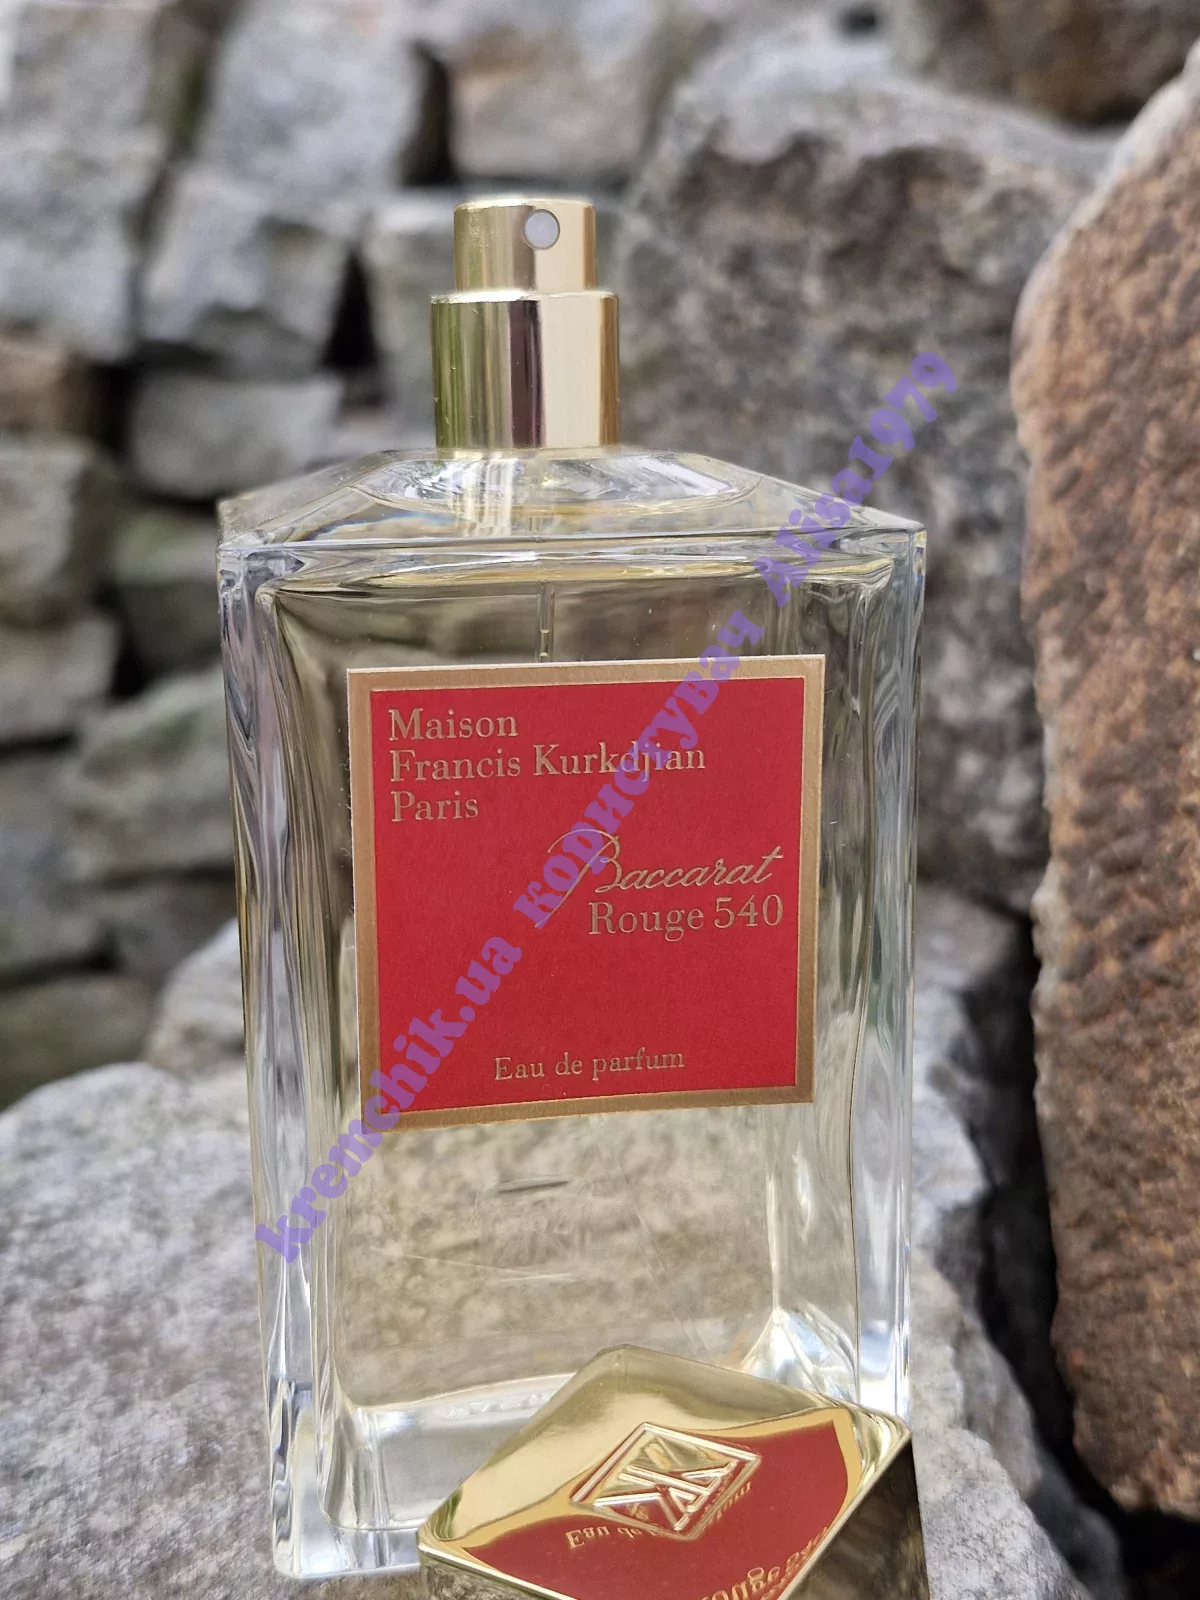 Maison
Francis Kurkdjian
Paris
Baccarat
Rouge 540
Eau de parfum
kremchik.ua користувач Alisa1979